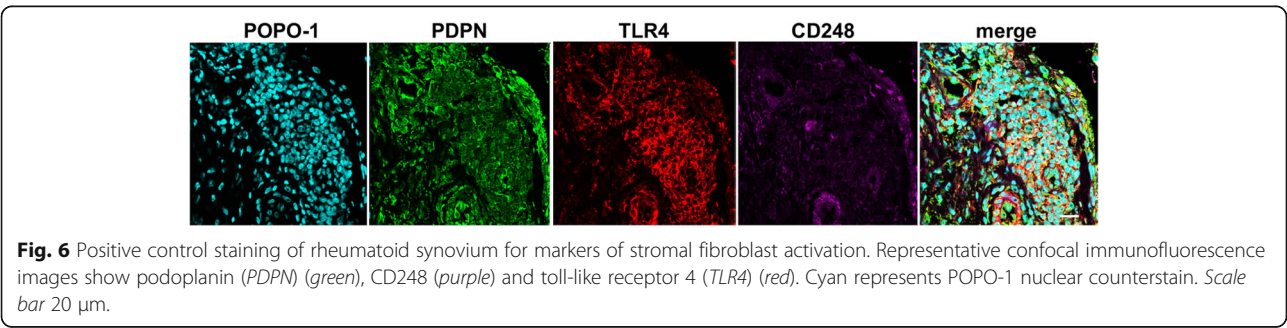 POPO-1 PDPN TLR4 CD248 merge
Fig. 6 Positive control staining of rheumatoid synovium for markers of stromal fibroblast activation. Representative confocal immunofluorescence
images show podoplanin (PDPN) (green), CD248 (purple) and toll-like receptor 4 (TLR4) (red). Cyan represents POPO-1 nuclear counterstain. Scale
bar 20 μm.